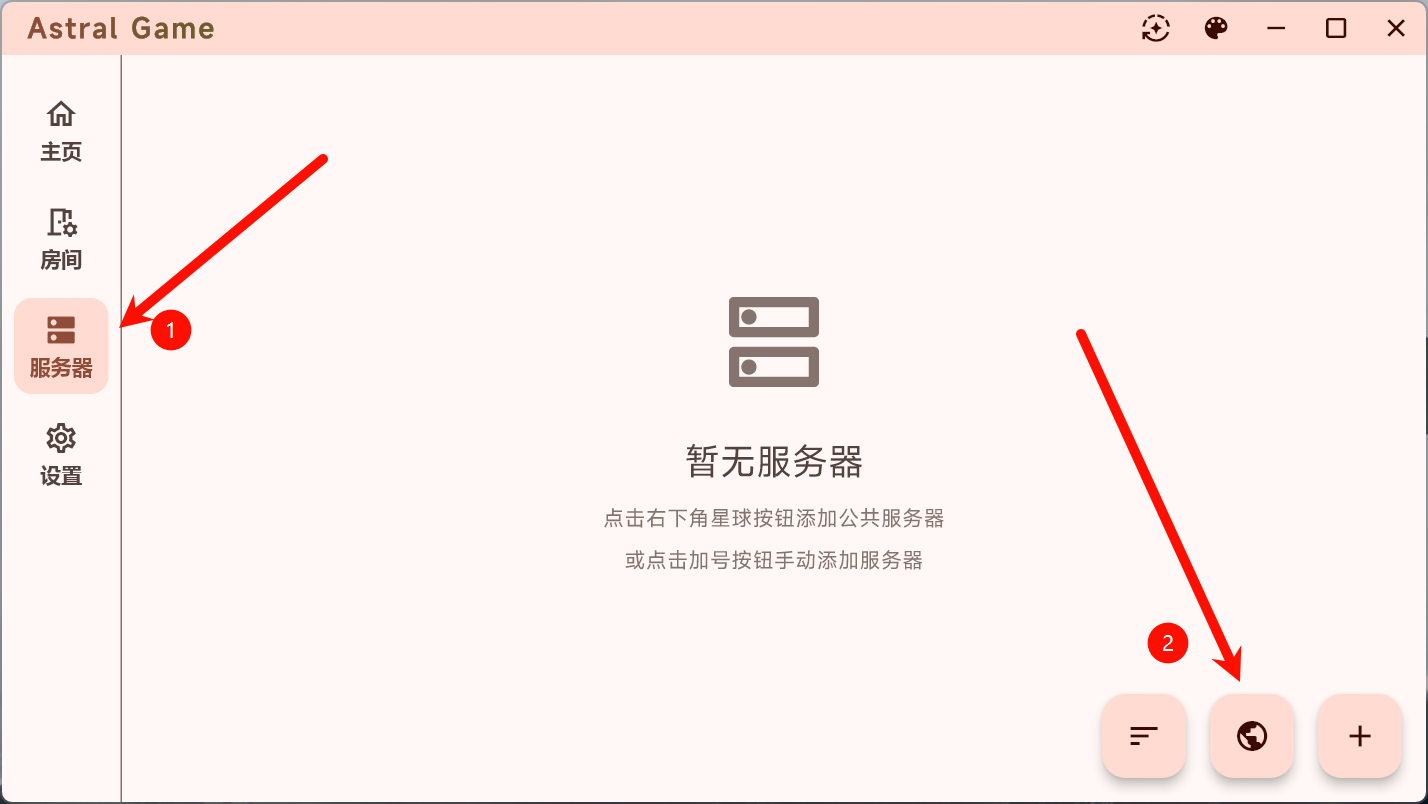 Astral Game
主页
房间
服务器
设置
1
暂无服务器
点击右下角星球按钮添加公共服务器
或点击加号按钮手动添加服务器
2